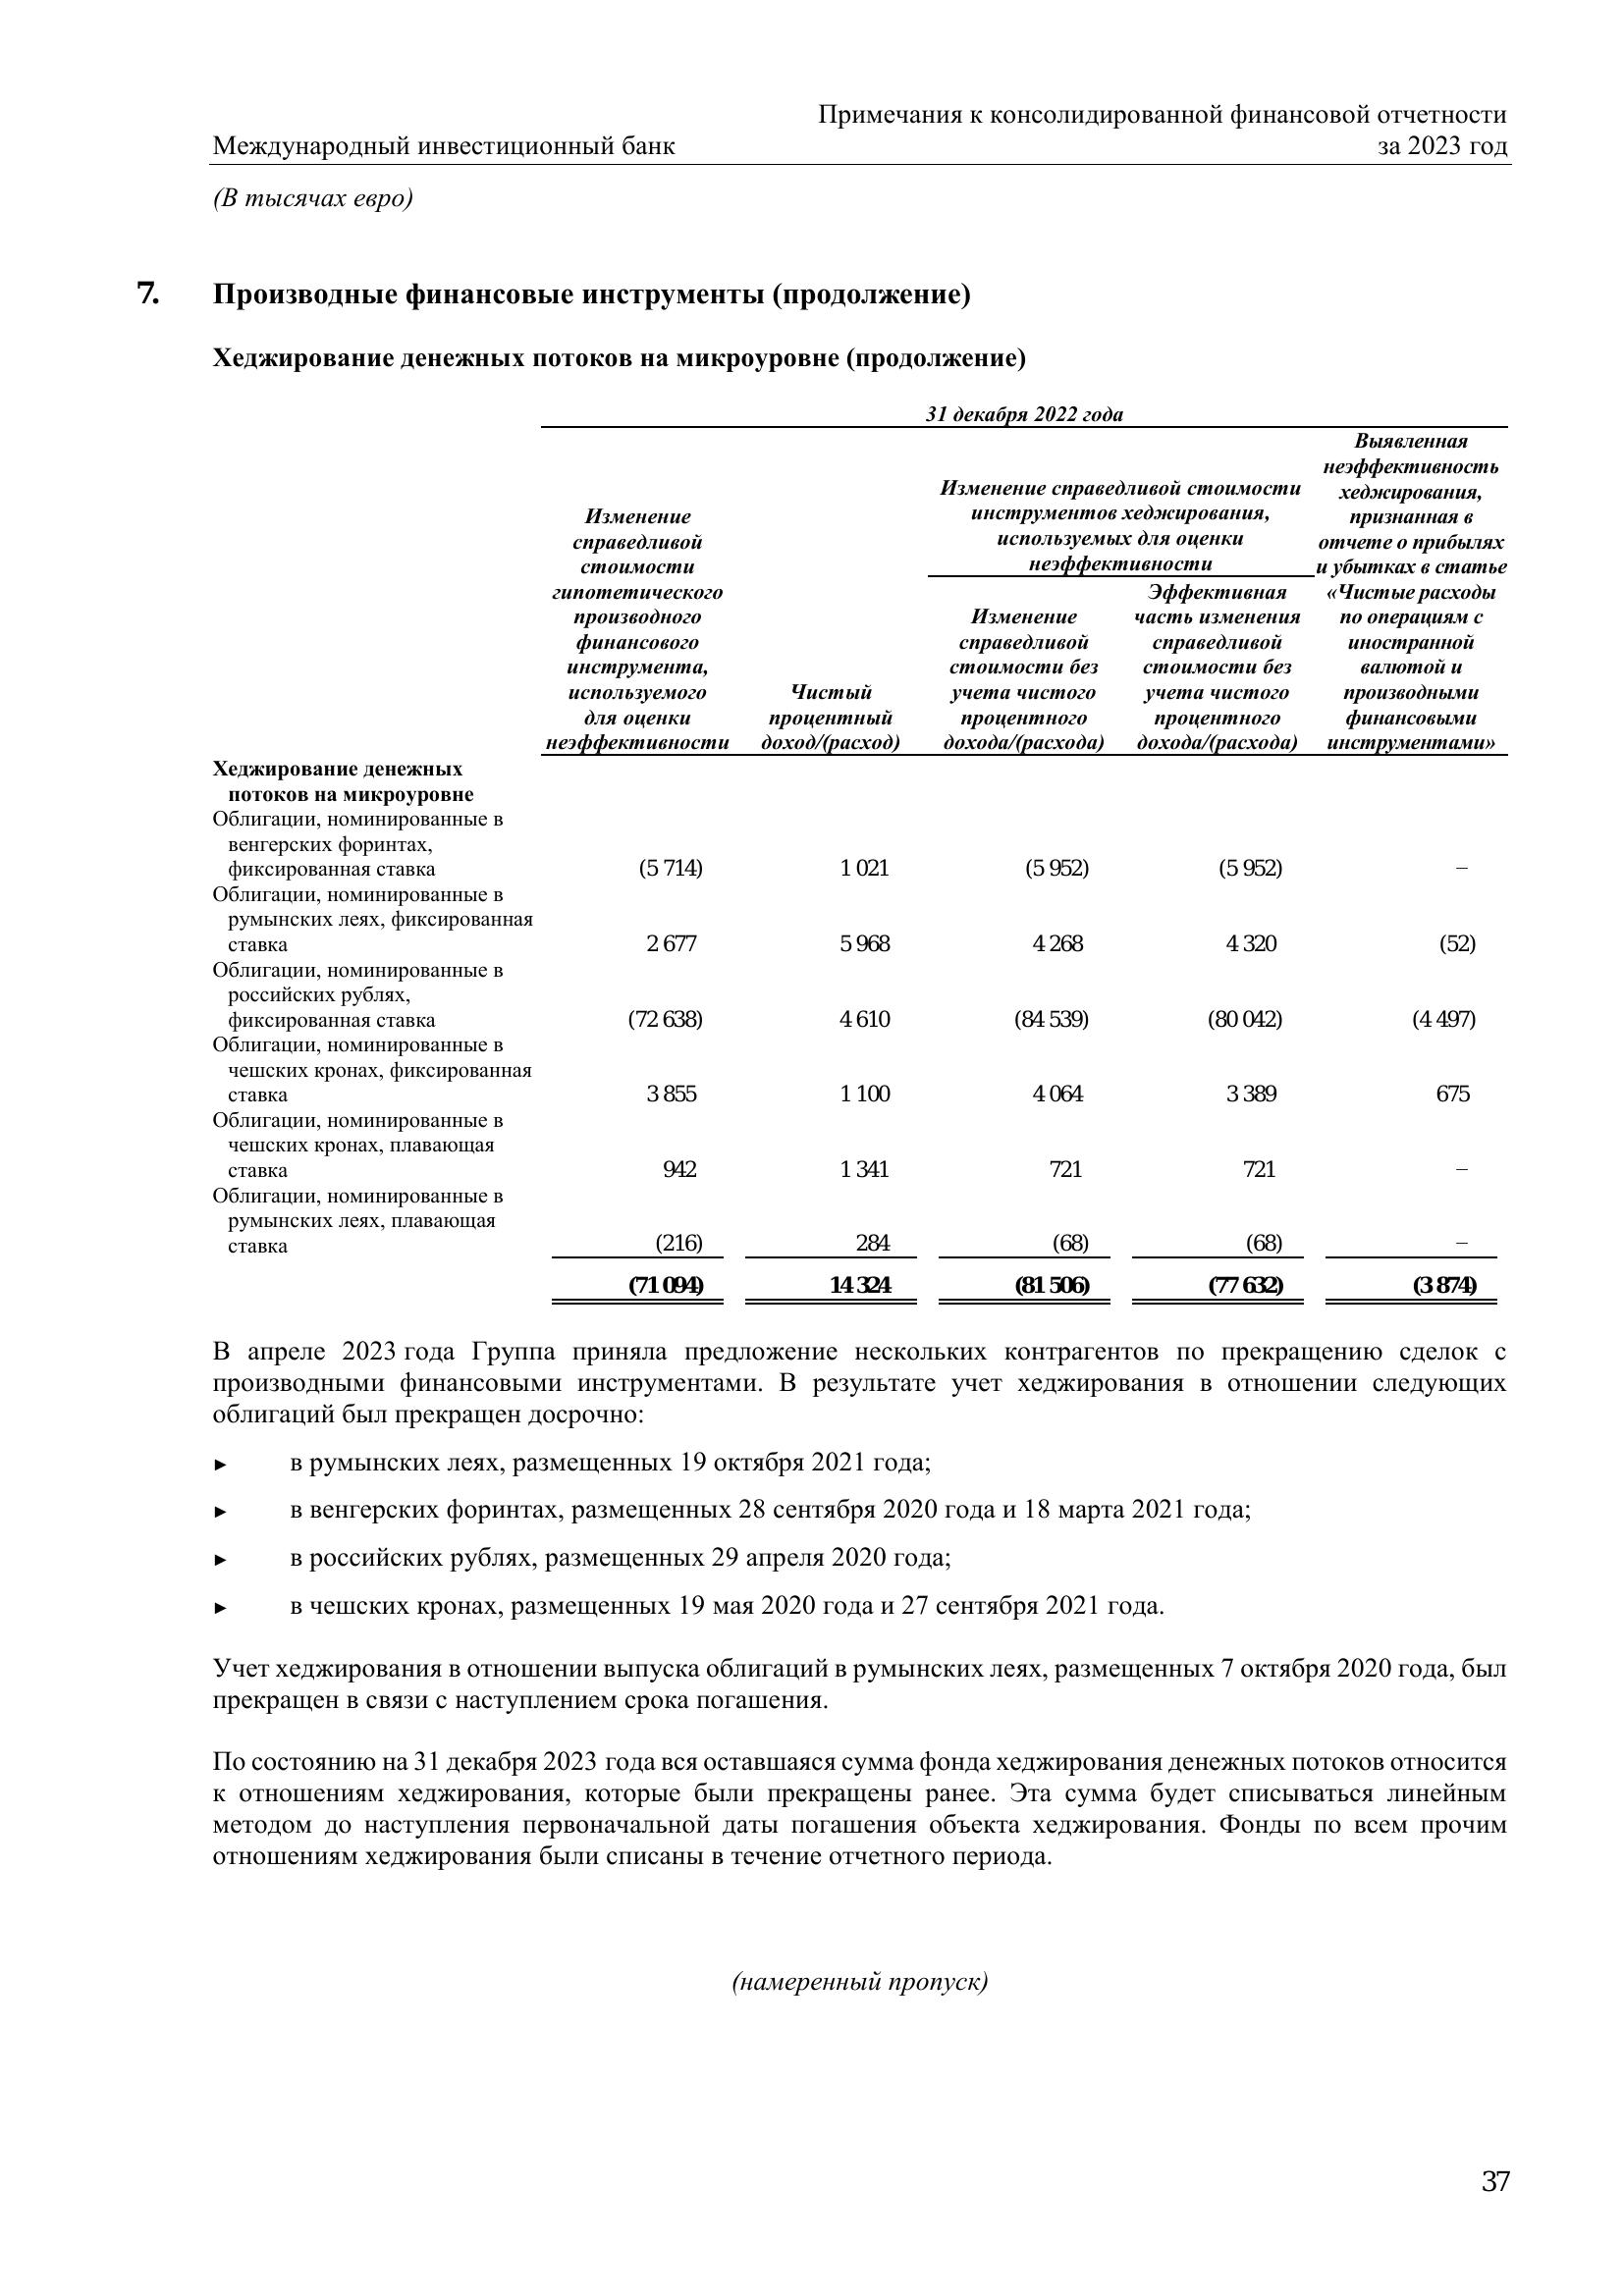 Примечания к консолидированной финансовой отчетности
Международный инвестиционный банк за 2023 год
(В тысячах евро)
7. Производные финансовые инструменты (продолжение)
Хеджирование денежных потоков на микроуровне (продолжение)
31 декабря 2022 года
Изменение
справедливой
стоимости
гипотетического
производного
финансового
инструмента,
используемого
для оценки
неэффективности
Чистый
процентный
доход/(расход)
Изменение справедливой стоимости
инструментов хеджирования,
используемых для оценки
неэффективности
Изменение
справедливой
стоимости без
учета чистого
процентного
дохода/(расхода)
Эффективная
часть изменения
справедливой
стоимости без
учета чистого
процентного
дохода/(расхода)
Выявленная
неэффективность
хеджирования,
признанная в
отчете о прибылях
и убытках в статье
«Чистые расходы
по операциям с
иностранной
валютой и
производными
финансовыми
инструментами»
Хеджирование денежных
потоков на микроуровне
Облигации, номинированные в
венгерских форинтах,
фиксированная ставка (5 714) 1 021 (5 952) (5 952) –
Облигации, номинированные в
румынских леях, фиксированная
ставка 2 677 5 968 4 268 4 320 (52)
Облигации, номинированные в
российских рублях,
фиксированная ставка (72 638) 4 610 (84 539) (80 042) (4 497)
Облигации, номинированные в
чешских кронах, фиксированная
ставка 3 855 1 100 4 064 3 389 675
Облигации, номинированные в
чешских кронах, плавающая
ставка 942 1 341 721 721 –
Облигации, номинированные в
румынских леях, плавающая
ставка (216) 284 (68) (68) –
(71 094) 14 324 (81 506) (77 632) (3 874)
В апреле 2023 года Группа приняла предложение нескольких контрагентов по прекращению сделок с
производными финансовыми инструментами. В результате учет хеджирования в отношении следующих
облигаций был прекращен досрочно:
► в румынских леях, размещенных 19 октября 2021 года;
► в венгерских форинтах, размещенных 28 сентября 2020 года и 18 марта 2021 года;
► в российских рублях, размещенных 29 апреля 2020 года;
► в чешских кронах, размещенных 19 мая 2020 года и 27 сентября 2021 года.
Учет хеджирования в отношении выпуска облигаций в румынских леях, размещенных 7 октября 2020 года, был
прекращен в связи с наступлением срока погашения.
По состоянию на 31 декабря 2023 года вся оставшаяся сумма фонда хеджирования денежных потоков относится
к отношениям хеджирования, которые были прекращены ранее. Эта сумма будет списываться линейным
методом до наступления первоначальной даты погашения объекта хеджирования. Фонды по всем прочим
отношениям хеджирования были списаны в течение отчетного периода.
(намеренный пропуск)
37